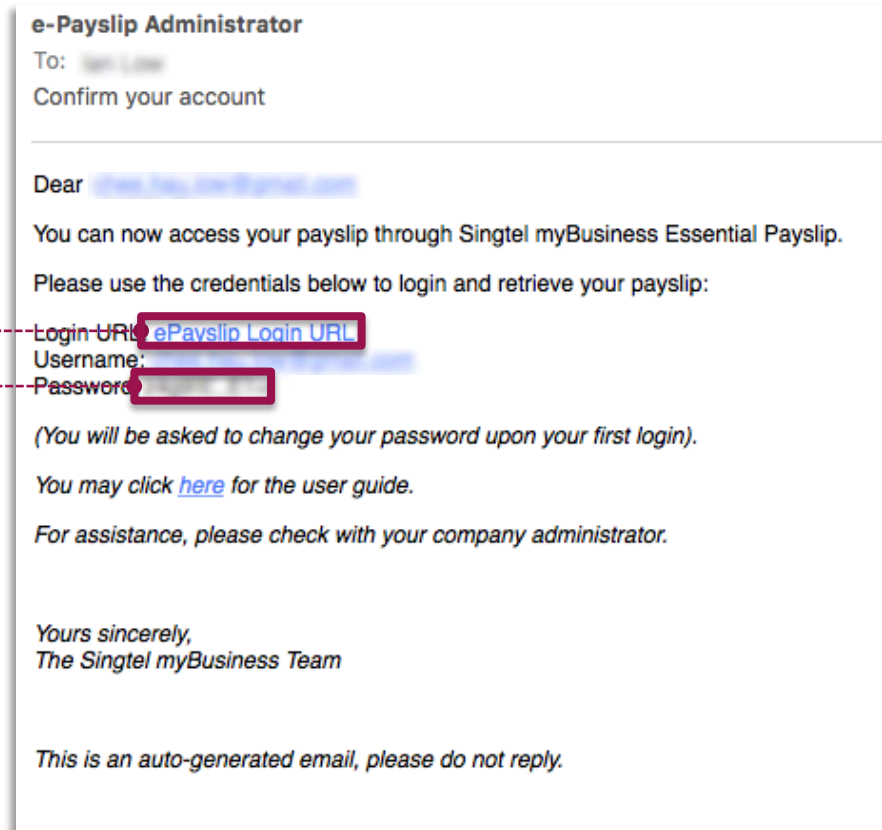 e-Payslip Administrator
To:
Confirm your account
Dear
You can now access your payslip through Singtel myBusiness Essential Payslip.
Please use the credentials below to login and retrieve your payslip:
Login URL: ePayslip Login URL
Username:
Password
(You will be asked to change your password upon your first login).
You may click here for the user guide.
For assistance, please check with your company administrator.
Yours sincerely,
The Singtel myBusiness Team
This is an auto-generated email, please do not reply.